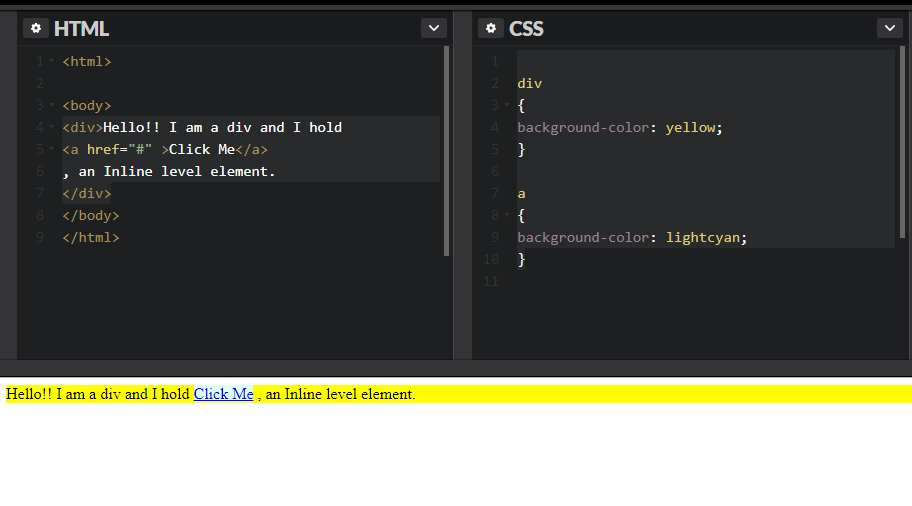 HTML
1 <html>
2
3 <body>
4 <div>Hello!! I am a div and I hold
5 <a href="#" >Click Me</a>
6 , an Inline level element.
7 </div>
8 </body>
9 </html>
CSS
1
2 div
3 {
4 background-color: yellow;
5 }
6
7 a
8 {
9 background-color: lightcyan;
10 }
11
Hello!! I am a div and I hold Click Me , an Inline level element.